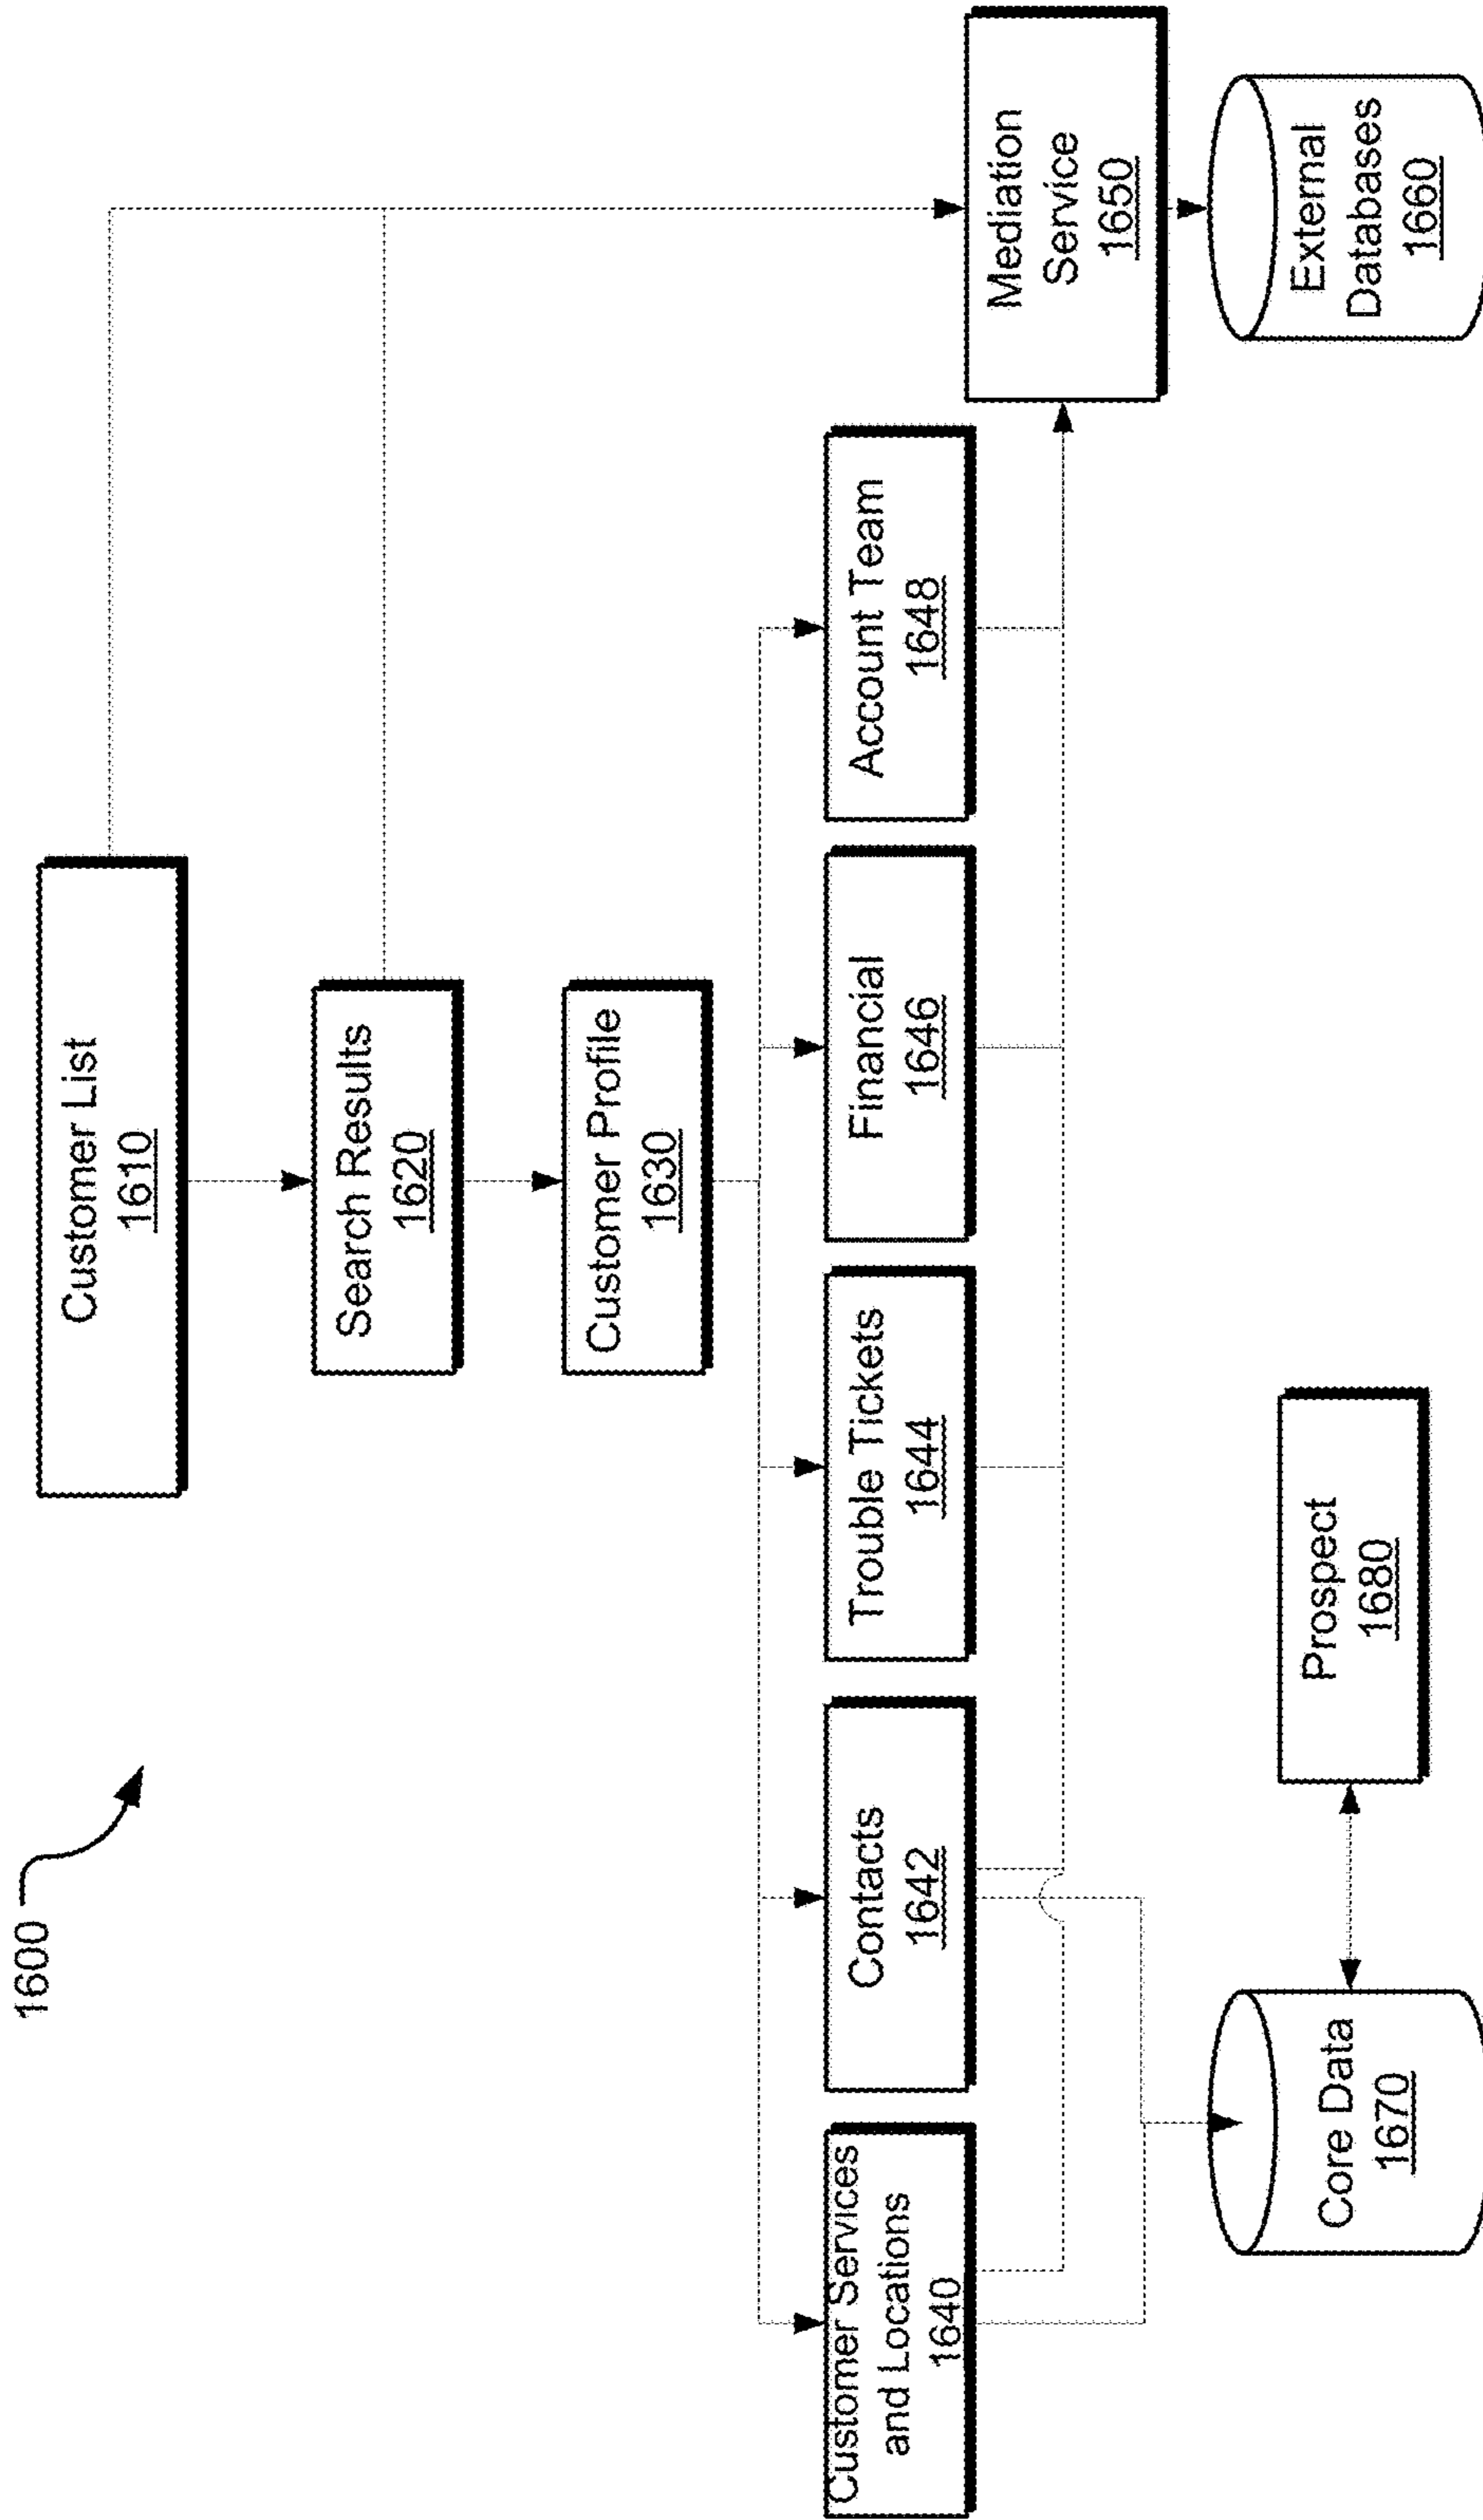 1600
Customer List
1610
Search Results
1620
Customer Profile
1630
Customer Services
and Locations
1640
Contacts
1642
Trouble Tickets
1644
Financial
1646
Account Team
1648
Mediation
Service
1650
Core Data
1670
Prospect
1680
External
Databases
1660